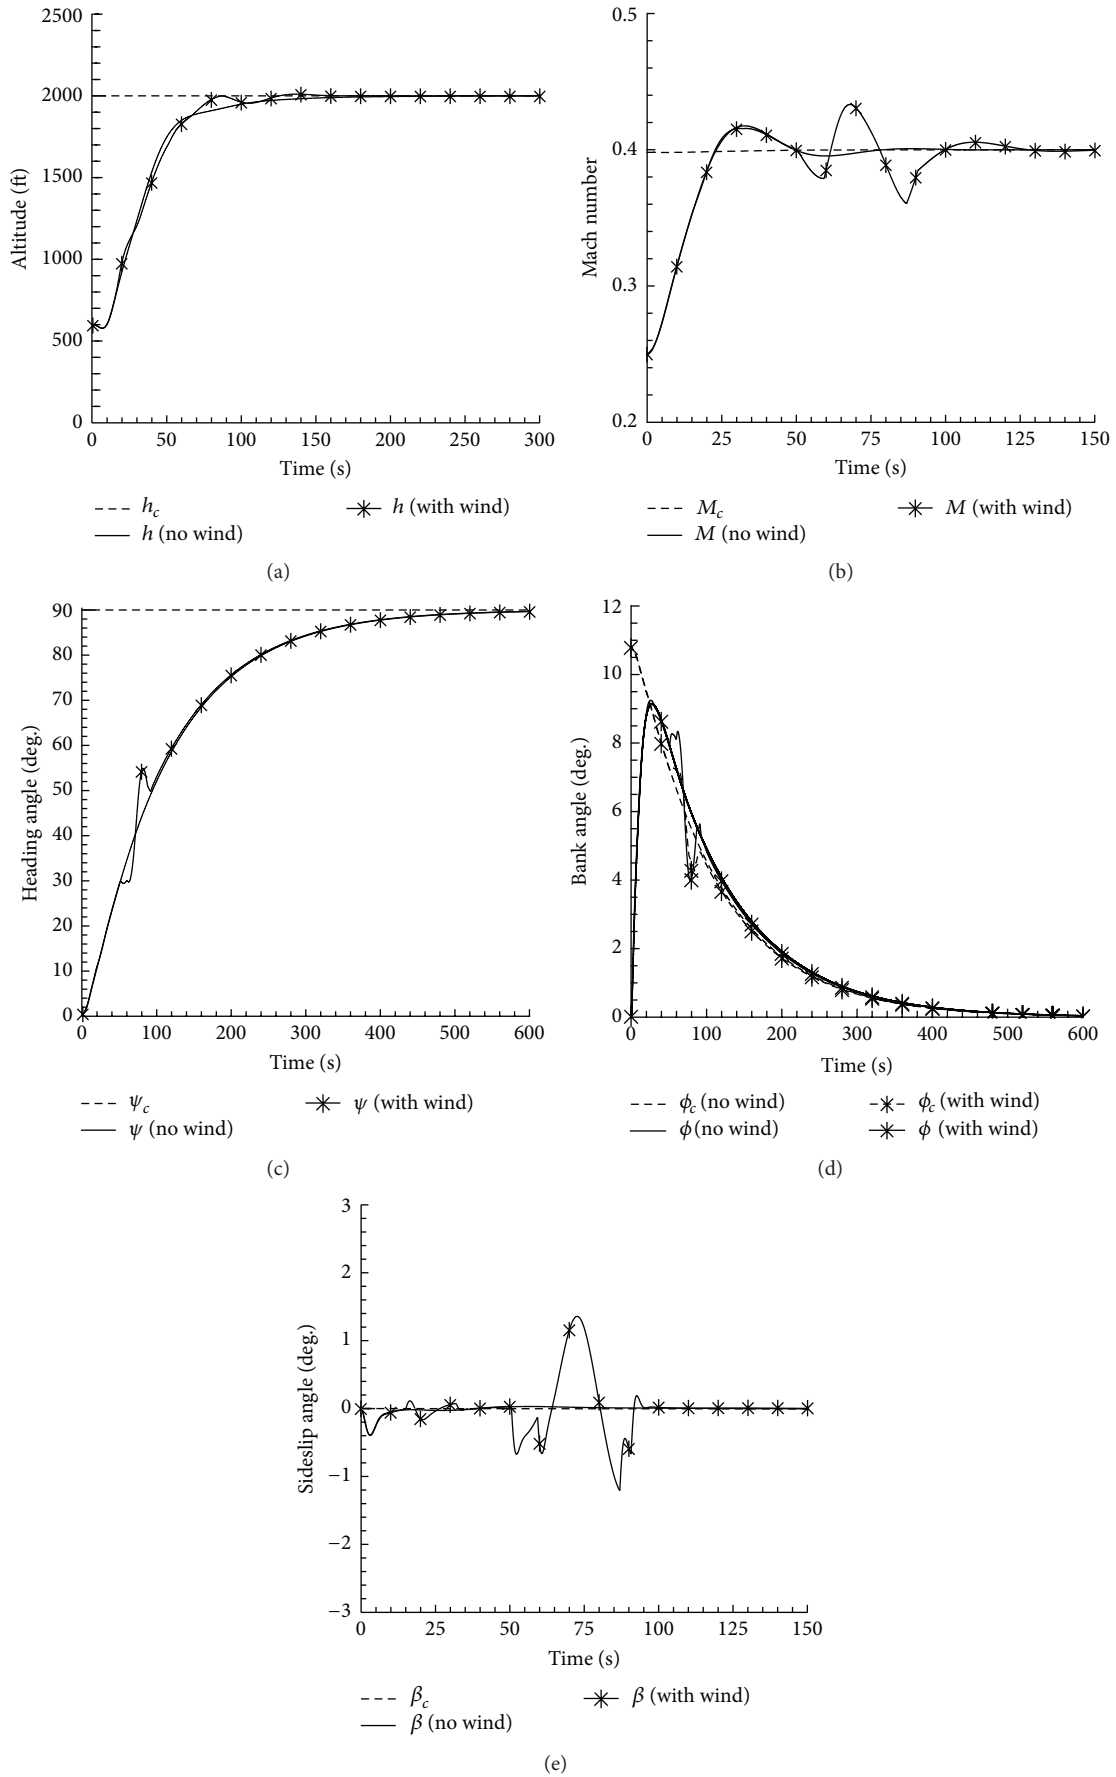 2500
2000
1500
1000
500
0
Altitude (ft)
0 50 100 150 200 250 300
Time (s)
h_c
h (no wind)
h (with wind)
(a)
0.5
0.4
0.3
0.2
Mach number
0 25 50 75 100 125 150
Time (s)
M_c
M (no wind)
M (with wind)
(b)
90
80
70
60
50
40
30
20
10
0
Heading angle (deg.)
0 100 200 300 400 500 600
Time (s)
ψ_c
ψ (no wind)
ψ (with wind)
(c)
12
10
8
6
4
2
0
Bank angle (deg.)
0 100 200 300 400 500 600
Time (s)
ϕ_c (no wind)
ϕ(no wind)
ϕ_c (with wind)
ϕ (with wind)
(d)
3
2
1
0
−1
−2
−3
Sideslip angle (deg.)
0 25 50 75 100 125 150
Time (s)
β_c
β (no wind)
β (with wind)
(e)